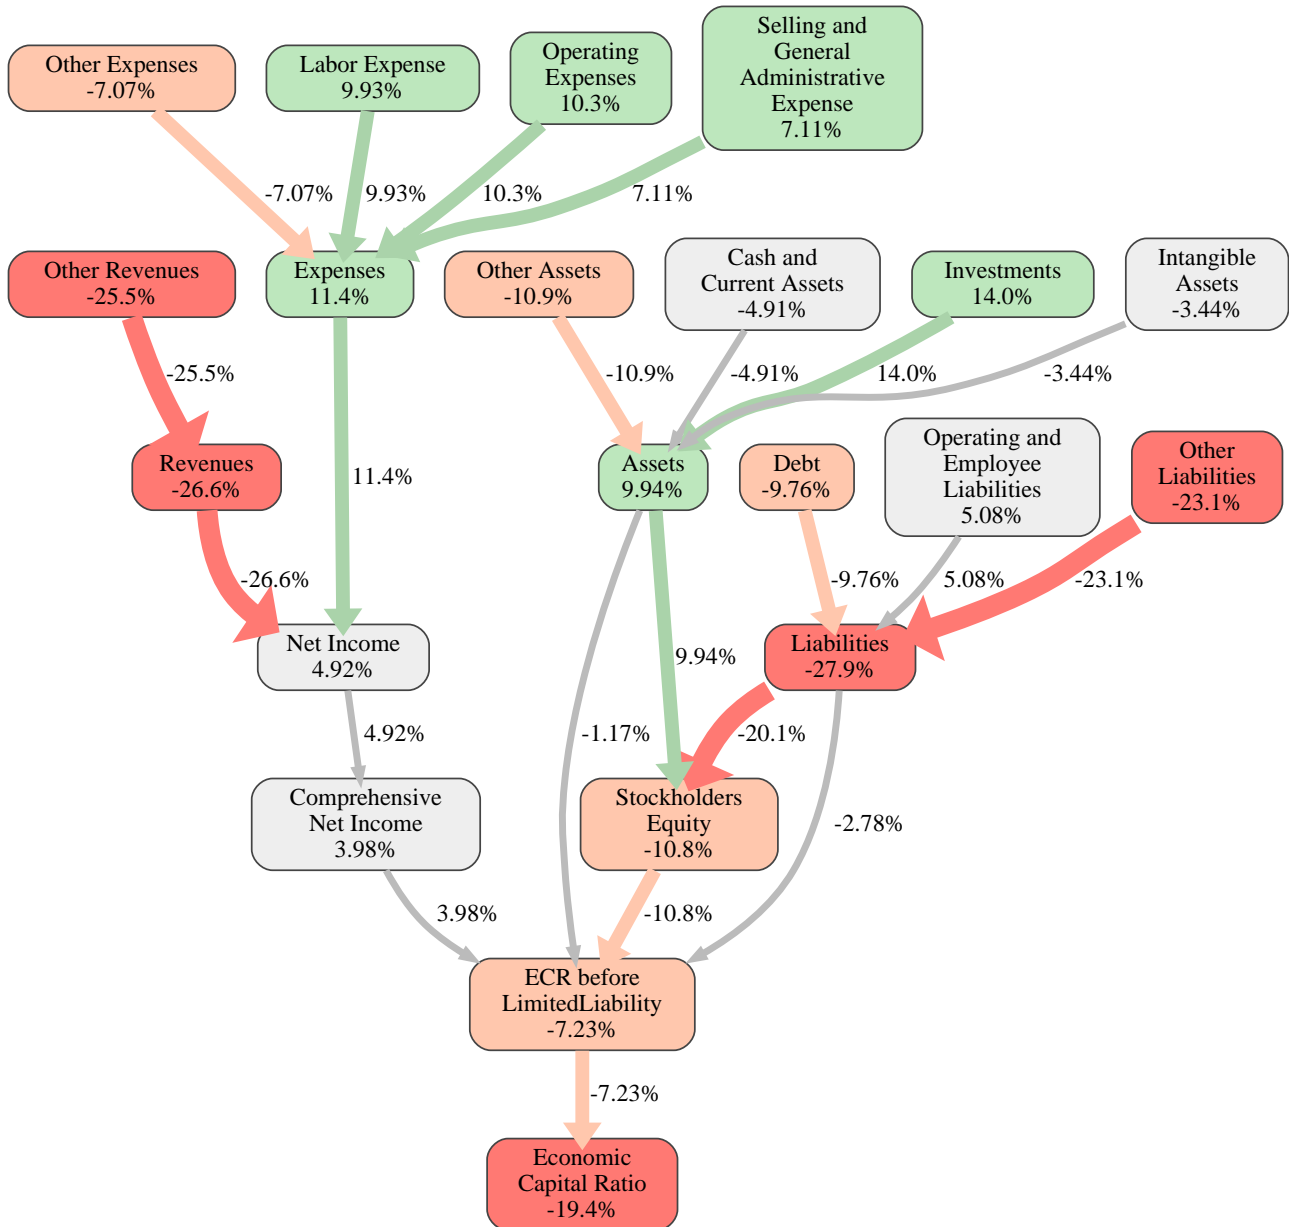 Other Expenses
-7.07%
Labor Expense
9.93%
Operating
Expenses
10.3%
Selling and
General
Administrative
Expense
7.11%
-7.07%
9.93%
10.3%
7.11%
Other Revenues
-25.5%
Expenses
11.4%
Other Assets
-10.9%
Cash and
Current Assets
-4.91%
Investments
14.0%
Intangible
Assets
-3.44%
-25.5%
-10.9%
-4.91%
14.0%
-3.44%
Revenues
-26.6%
11.4%
Assets
9.94%
Debt
-9.76%
Operating and
Employee
Liabilities
5.08%
Other
Liabilities
-23.1%
-26.6%
-9.76%
5.08%
-23.1%
Net Income
4.92%
9.94%
Liabilities
-27.9%
4.92%
-1.17%
-20.1%
Comprehensive
Net Income
3.98%
Stockholders
Equity
-10.8%
-2.78%
3.98%
-10.8%
ECR before
LimitedLiability
-7.23%
-7.23%
Economic
Capital Ratio
-19.4%